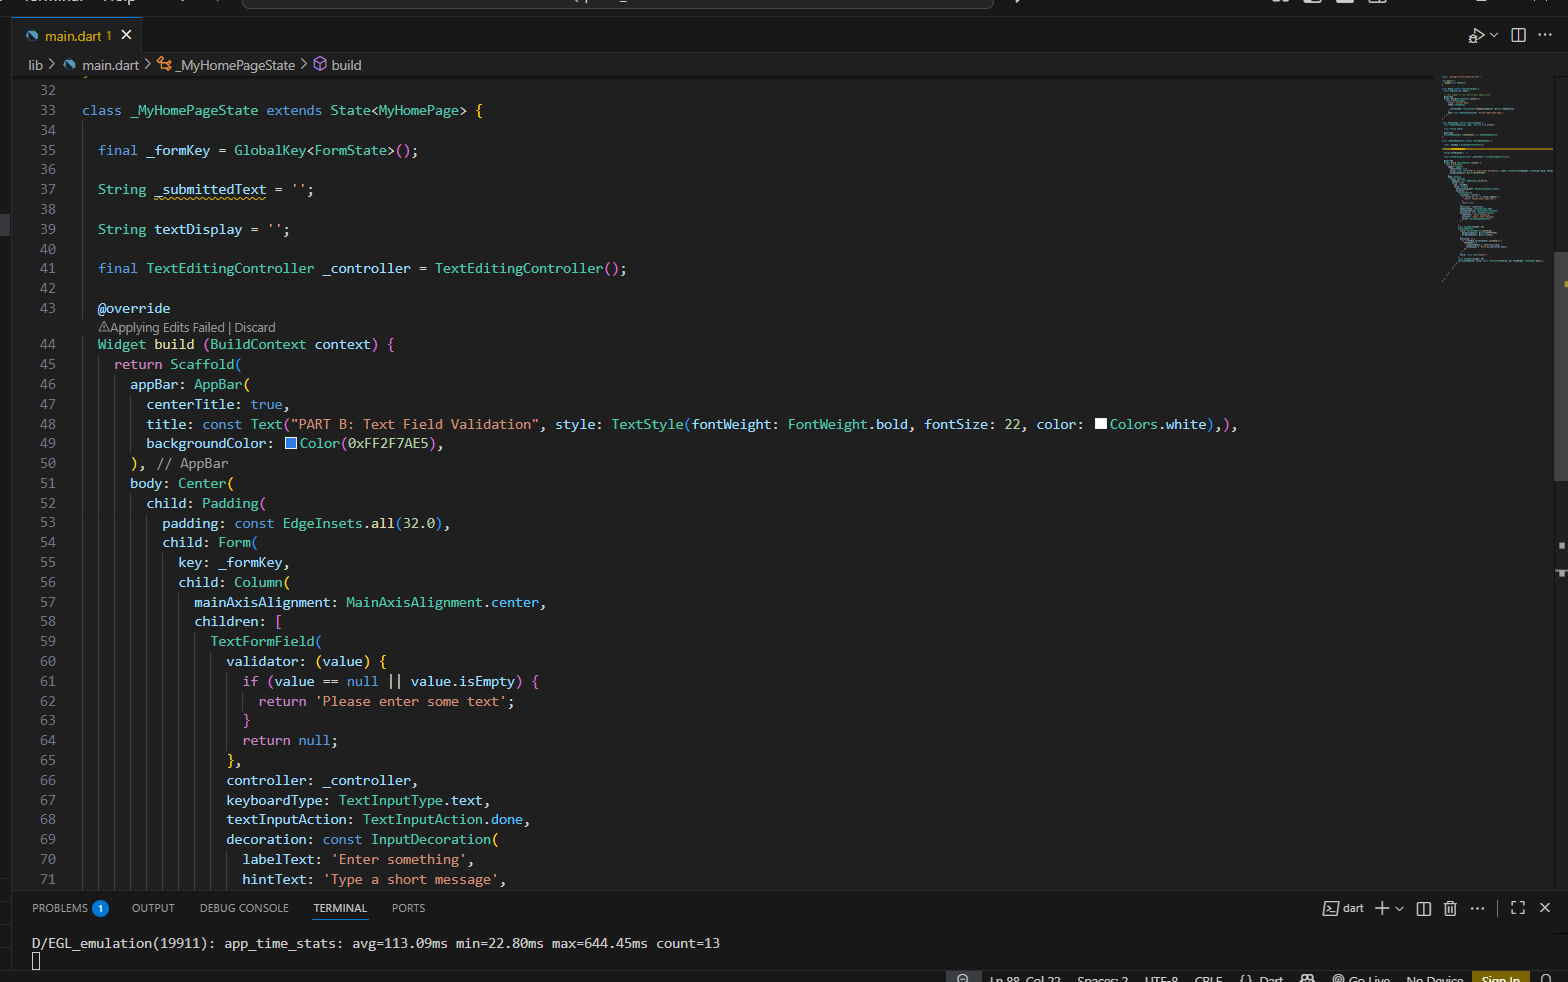 main.dart 1
lib > main.dart > _MyHomePageState > build
32
33 class _MyHomePageState extends State<MyHomePage> {
34
35 final _formKey = GlobalKey<FormState>();
36
37 String _submittedText = '';
38
39 String textDisplay = '';
40
41 final TextEditingController _controller = TextEditingController();
42
43 @override
Applying Edits Failed | Discard
44 Widget build (BuildContext context) {
45 return Scaffold(
46 appBar: AppBar(
47 centerTitle: true,
48 title: const Text("PART B: Text Field Validation", style: TextStyle(fontWeight: FontWeight.bold, fontSize: 22, color: Colors.white),),
49 backgroundColor: Color(0xFF2F7AE5),
50 ), // AppBar
51 body: Center(
52 child: Padding(
53 padding: const EdgeInsets.all(32.0),
54 child: Form(
55 key: _formKey,
56 child: Column(
57 mainAxisAlignment: MainAxisAlignment.center,
58 children: [
59 TextFormField(
60 validator: (value) {
61 if (value == null || value.isEmpty) {
62 return 'Please enter some text';
63 }
64 return null;
65 },
66 controller: _controller,
67 keyboardType: TextInputType.text,
68 textInputAction: TextInputAction.done,
69 decoration: const InputDecoration(
70 labelText: 'Enter something',
71 hintText: 'Type a short message',
PROBLEMS 1 OUTPUT DEBUG CONSOLE TERMINAL PORTS dart
D/EGL_emulation(19911): app_time_stats: avg=113.09ms min=22.80ms max=644.45ms count=13
Ln 88, Col 22 Spaces: 2 UTF-8 CRLF {} Dart Go Live No Device Sign In